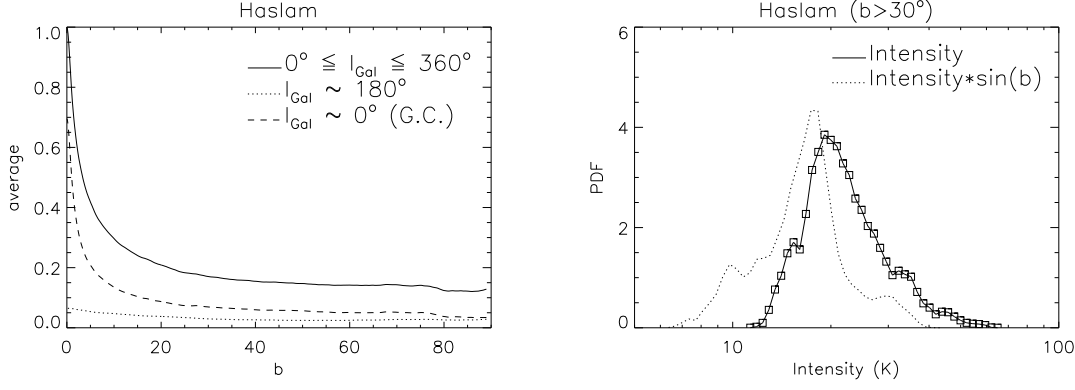 Haslam
1.0
0.8
0.6
0.4
0.2
0.0
average
0° ≦ l_Gal ≦ 360°
l_Gal ~ 180°
l_Gal ~ 0° (G.C.)
0 20 40 60 80
b
Haslam (b>30°)
6
4
2
0
PDF
Intensity
Intensity*sin(b)
10 100
Intensity (K)